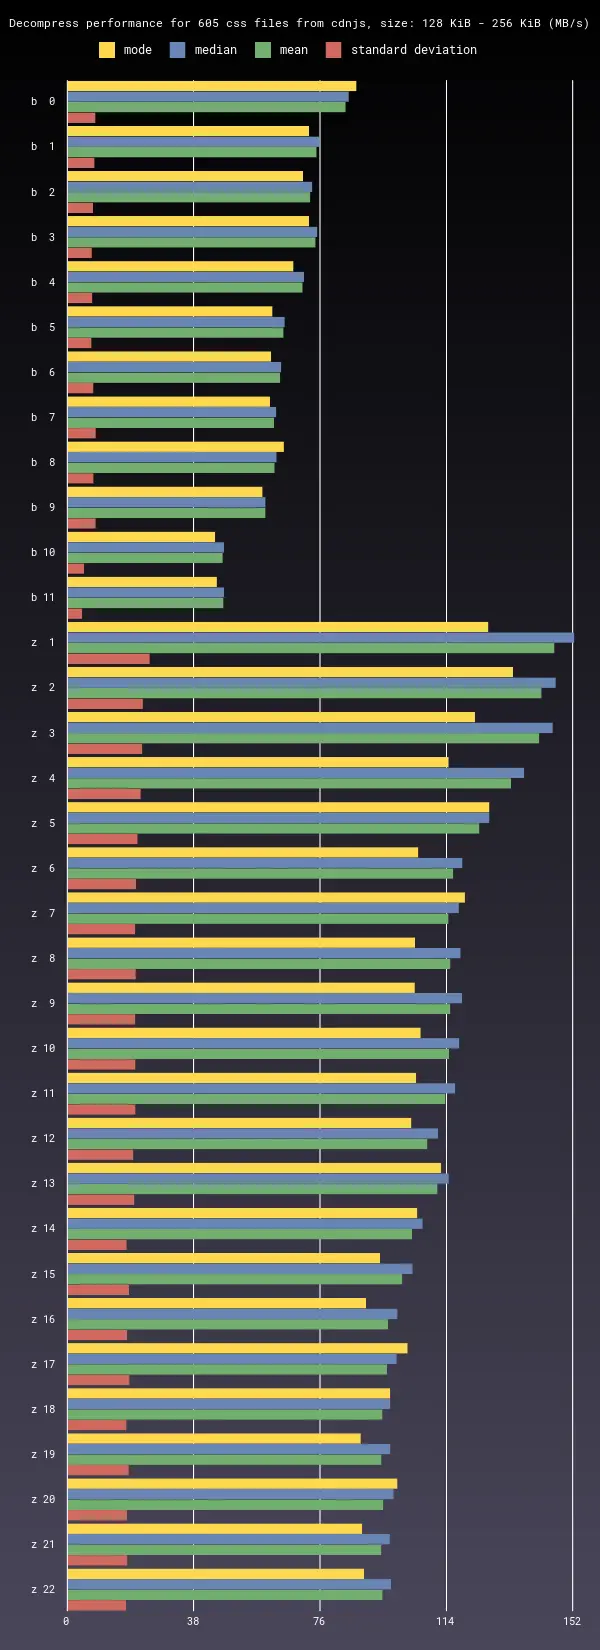 Decompress performance for 605 css files from cdnjs, size: 128 KiB - 256 KiB (MB/s)
mode median mean standard deviation
b 0
b 1
b 2
b 3
b 4
b 5
b 6
b 7
b 8
b 9
b 10
b 11
z 1
z 2
z 3
z 4
z 5
z 6
z 7
z 8
z 9
z 10
z 11
z 12
z 13
z 14
z 15
z 16
z 17
z 18
z 19
z 20
z 21
z 22
0 38 76 114 152